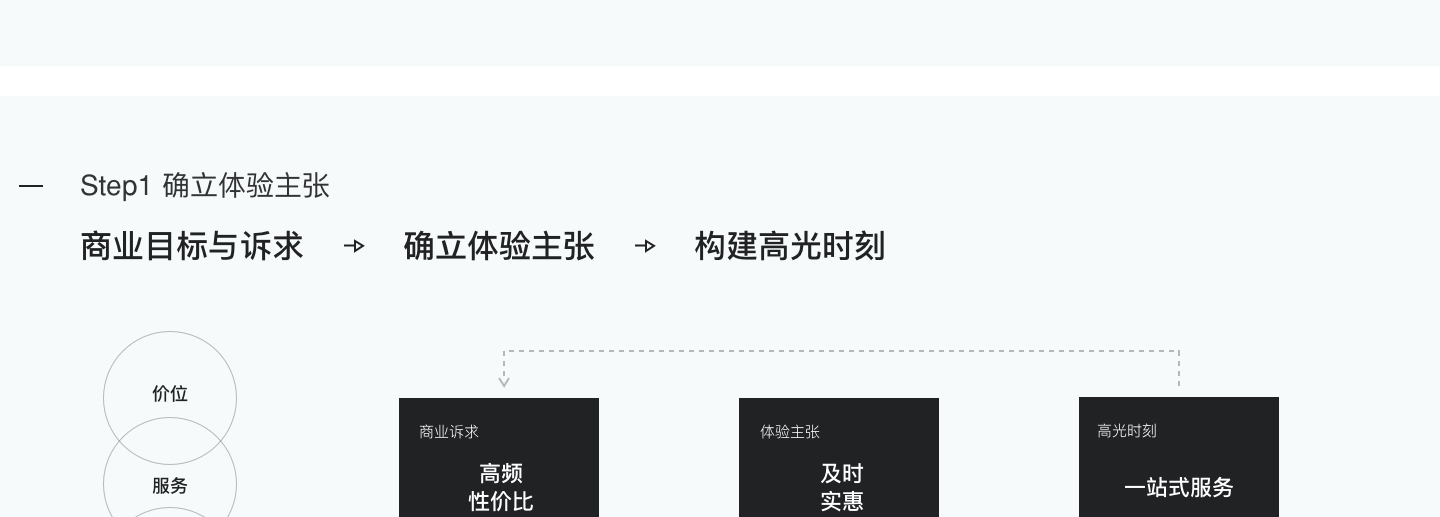 Step1 确立体验主张
商业目标与诉求 确立体验主张 构建高光时刻
价位
服务
商业诉求
高频
性价比
体验主张
及时
实惠
高光时刻
一站式服务